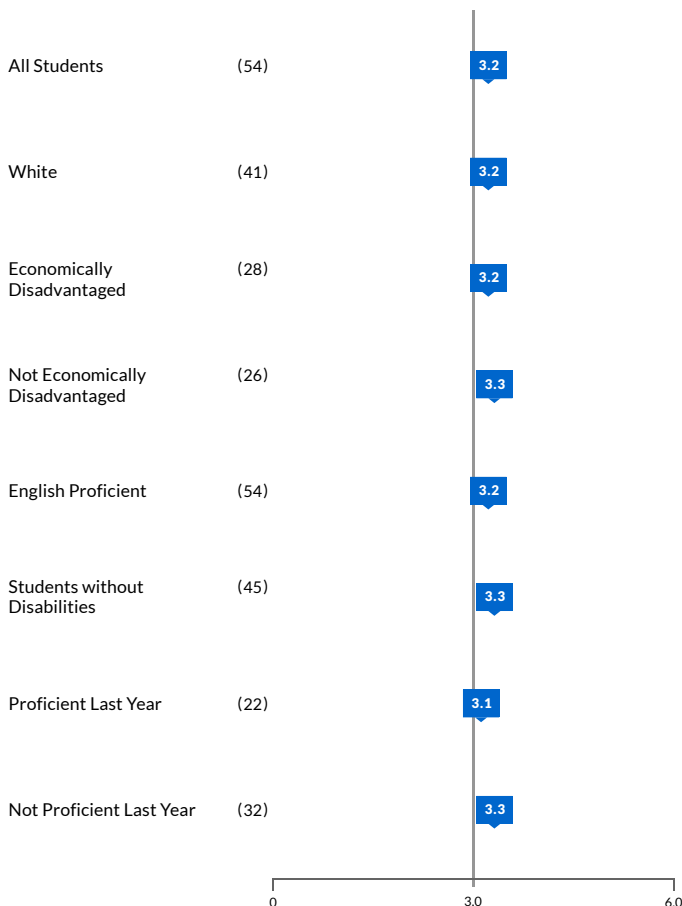 All Students (54) 3.2
White (41) 3.2
Economically (28)
Disadvantaged 3.2
Not Economically (26)
Disadvantaged 3.3
English Proficient (54) 3.2
Students without (45)
Disabilities 3.3
Proficient Last Year (22) 3.1
Not Proficient Last Year (32) 3.3
0 3.0 6.0